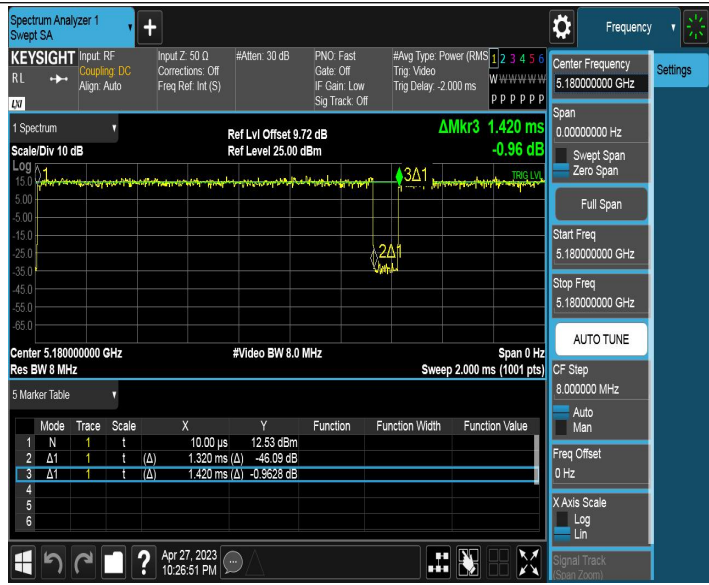 Spectrum Analyzer 1
Swept SA
Frequency
KEYSIGHT
RL
LXI
Input: RF
Coupling: DC
Align: Auto
Input Z: 50 Ω
Corrections: Off
Freq Ref: Int (S)
#Atten: 30 dB
PNO: Fast
Gate: Off
IF Gain: Low
Sig Track: Off
#Avg Type: Power (RMS
Trig: Video
Trig Delay: -2.000 ms
1 2 3 4 5 6
W W W W W W
P P P P P P
Center Frequency
5.180000000 GHz
Settings
Span
0.00000000 Hz
Swept Span
Zero Span
Full Span
Start Freq
5.180000000 GHz
Stop Freq
5.180000000 GHz
AUTO TUNE
CF Step
8.000000 MHz
Auto
Man
Freq Offset
0 Hz
X Axis Scale
Log
Lin
Signal Track
(Span Zoom)
1 Spectrum
Scale/Div 10 dB
Ref Lvl Offset 9.72 dB
Ref Level 25.00 dBm
ΔMkr3 1.420 ms
-0.96 dB
Log
15.0
5.00
-5.00
-15.0
-25.0
-35.0
-45.0
-55.0
-65.0
1
3Δ1
TRIG LVL
2Δ1
Center 5.180000000 GHz
Res BW 8 MHz
#Video BW 8.0 MHz
Span 0 Hz
Sweep 2.000 ms (1001 pts)
5 Marker Table
Mode Trace Scale X Y Function Function Width Function Value
1 N 1 t 10.00 µs 12.53 dBm
2 Δ1 1 t (Δ) 1.320 ms (Δ) -46.09 dB
3 Δ1 1 t (Δ) 1.420 ms (Δ) -0.9628 dB
4
5
6
?
Apr 27, 2023
10:26:51 PM